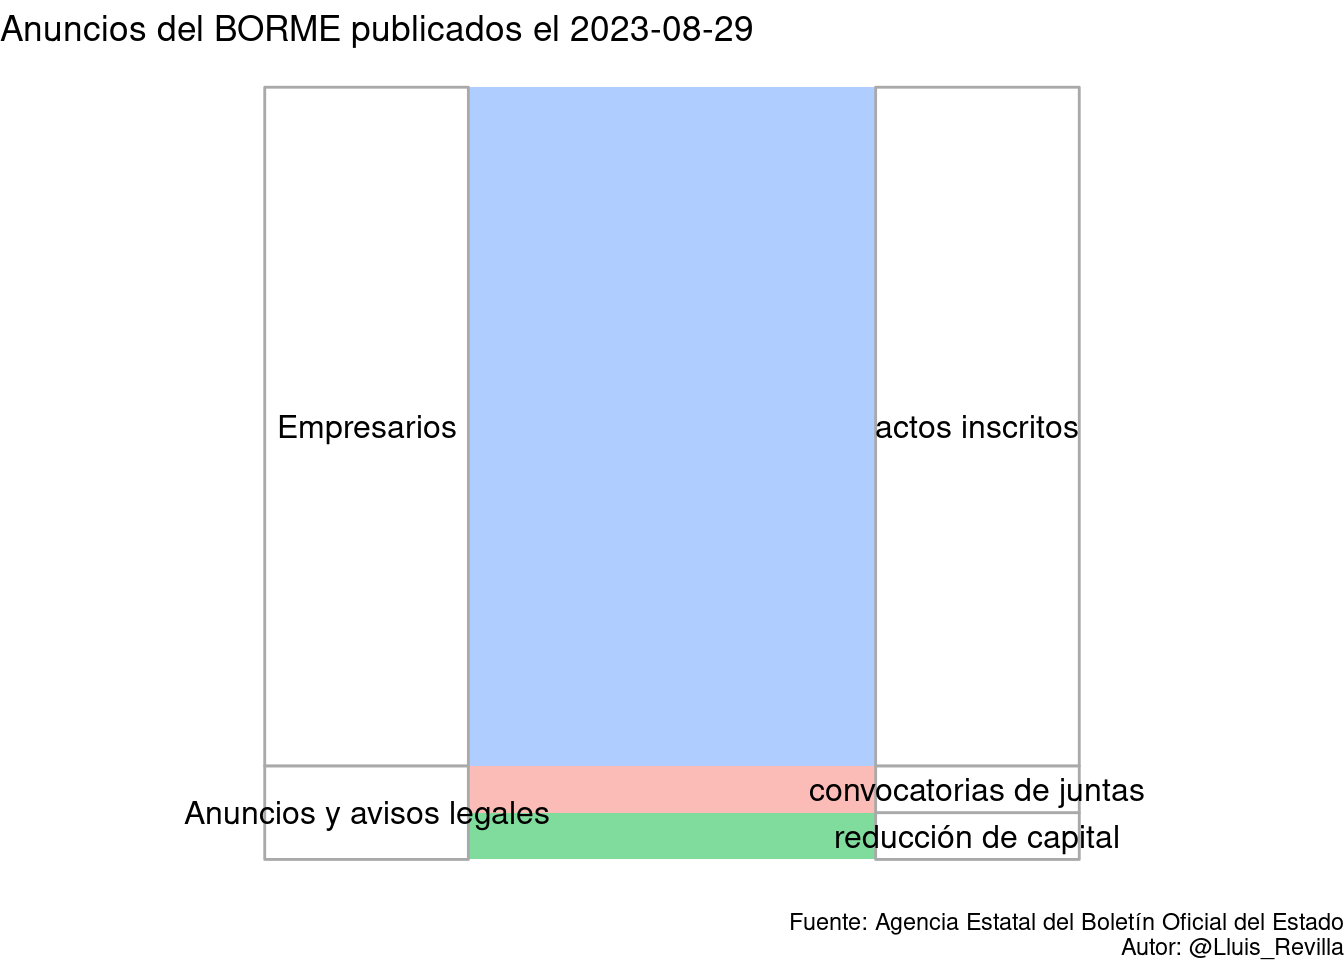 Anuncios del BORME publicados el 2023-08-29
Empresarios
actos inscritos
convocatorias de juntas
Anuncios y avisos legales
reducción de capital
Fuente: Agencia Estatal del Boletín Oficial del Estado
Autor: @Lluis_Revilla